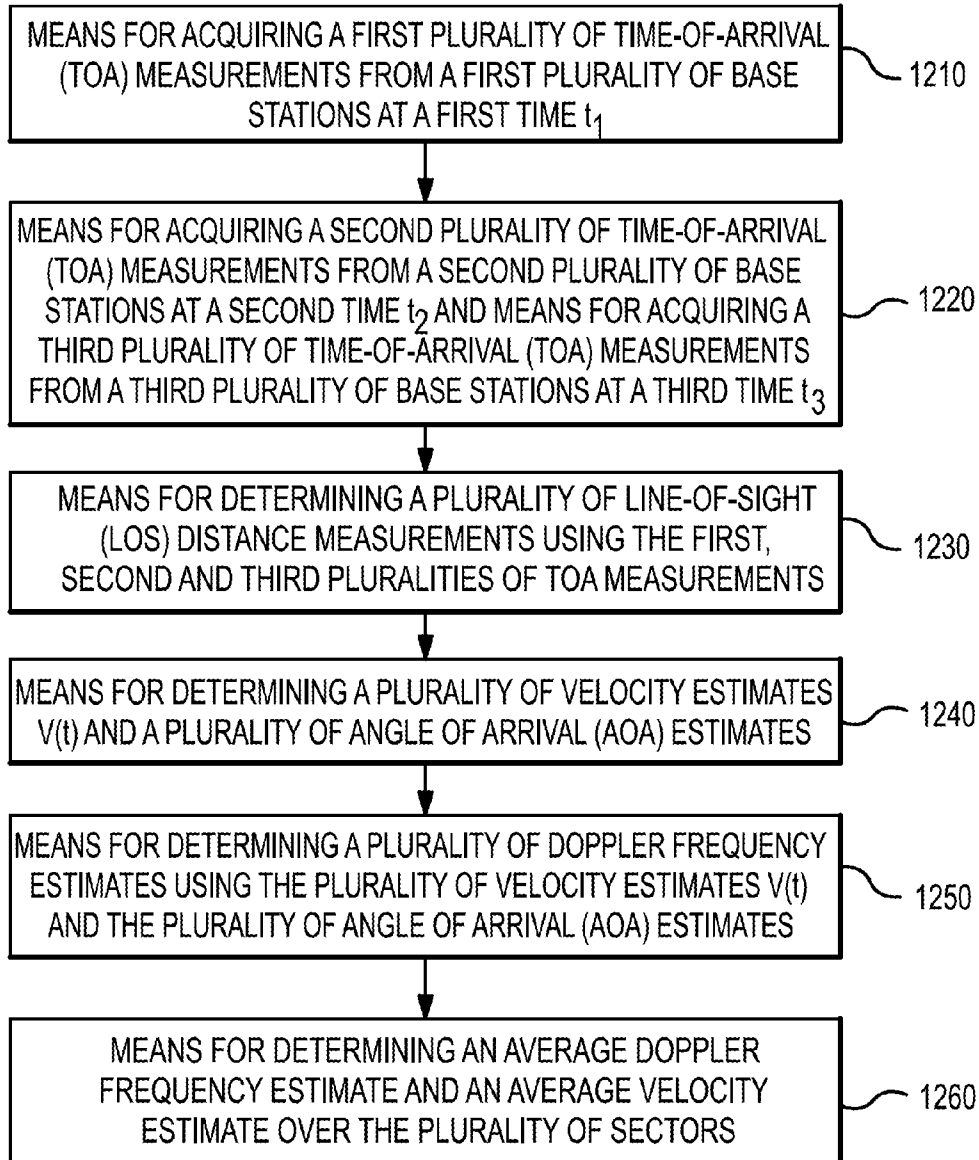 MEANS FOR ACQUIRING A FIRST PLURALITY OF TIME-OF-ARRIVAL
(TOA) MEASUREMENTS FROM A FIRST PLURALITY OF BASE
STATIONS AT A FIRST TIME t1
1210
MEANS FOR ACQUIRING A SECOND PLURALITY OF TIME-OF-ARRIVAL
(TOA) MEASUREMENTS FROM A SECOND PLURALITY OF BASE
STATIONS AT A SECOND TIME t2 AND MEANS FOR ACQUIRING A
THIRD PLURALITY OF TIME-OF-ARRIVAL (TOA) MEASUREMENTS
FROM A THIRD PLURALITY OF BASE STATIONS AT A THIRD TIME t3
1220
MEANS FOR DETERMINING A PLURALITY OF LINE-OF-SIGHT
(LOS) DISTANCE MEASUREMENTS USING THE FIRST,
SECOND AND THIRD PLURALITIES OF TOA MEASUREMENTS
1230
MEANS FOR DETERMINING A PLURALITY OF VELOCITY ESTIMATES
V(t) AND A PLURALITY OF ANGLE OF ARRIVAL (AOA) ESTIMATES
1240
MEANS FOR DETERMINING A PLURALITY OF DOPPLER FREQUENCY
ESTIMATES USING THE PLURALITY OF VELOCITY ESTIMATES V(t)
AND THE PLURALITY OF ANGLE OF ARRIVAL (AOA) ESTIMATES
1250
MEANS FOR DETERMINING AN AVERAGE DOPPLER
FREQUENCY ESTIMATE AND AN AVERAGE VELOCITY
ESTIMATE OVER THE PLURALITY OF SECTORS
1260